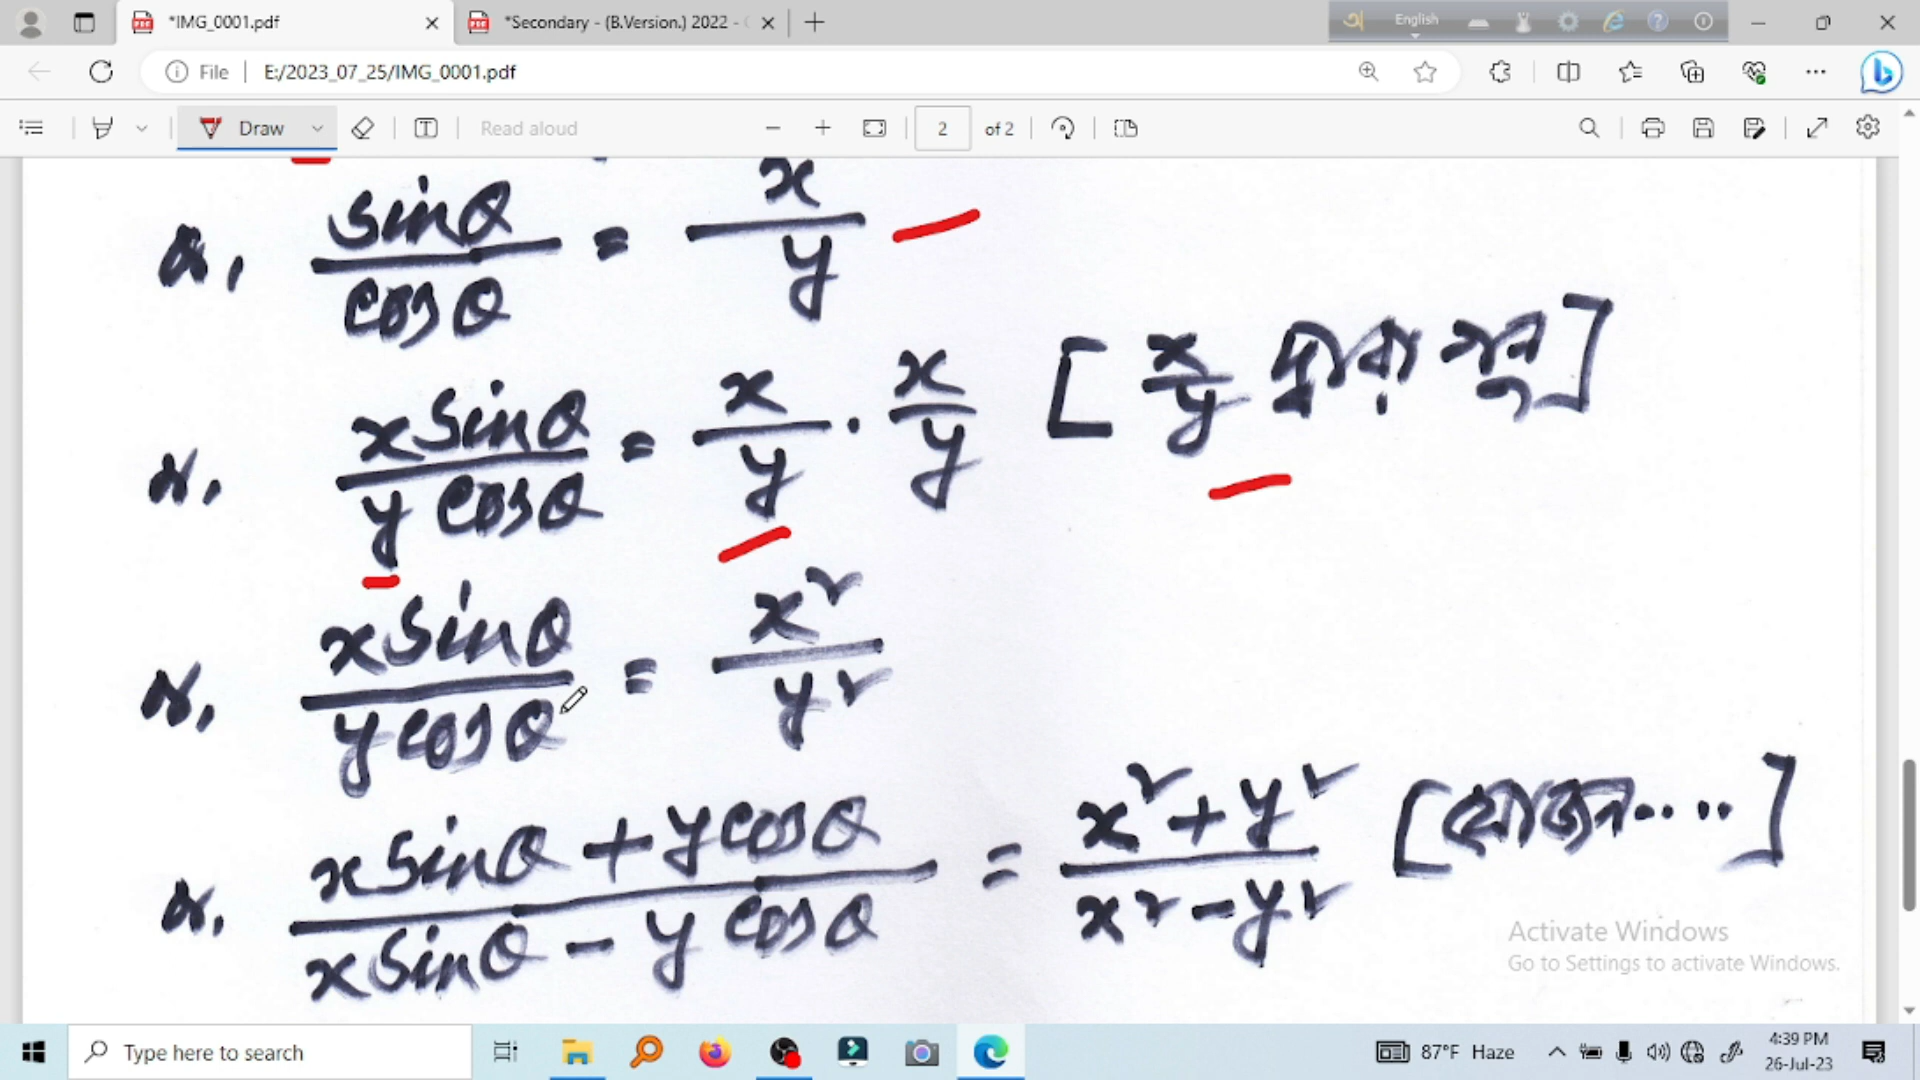 *IMG_0001.pdf
*Secondary - (B.Version.) 2022 -
English
File
E:/2023_07_25/IMG_0001.pdf
Draw
Read aloud
2 of 2
বা, sinθ/cosθ = x/y
বা, x sinθ/y cosθ = x/y · x/y [x/y দ্বারা গুন]
বা, x sinθ/y cosθ = x²/y²
বা, x sinθ + y cosθ/x sinθ - y cosθ = x² + y²/x² - y² [যোজন....]
Activate Windows
Go to Settings to activate Windows.
Type here to search
87°F Haze
4:39 PM
26-Jul-23